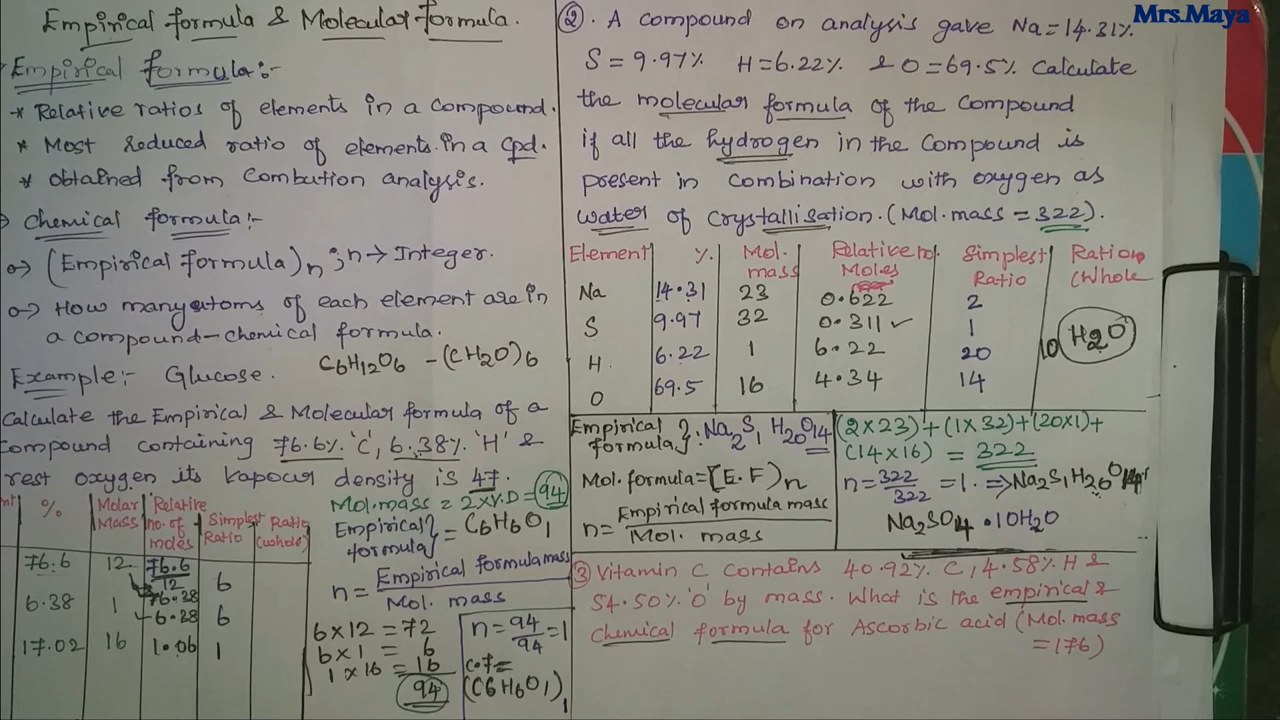 Empirical formula & Molecular formula.
Empirical formula:-
* Relative ratios of elements in a compound.
* Most reduced ratio of elements in a cpd.
* Obtained from Combution analysis.
Chemical formula:-
(Empirical formula)n ; n → Integer.
How many atoms of each element are in
a compound - chemical formula.
C6H12O6 - (CH2O)6
Example:- Glucose.
Calculate the Empirical & Molecular formula of a
compound containing 76.6% 'C', 6.38% 'H' &
rest oxygen its vapour density is 47.
% Molar Mass Relative no. of moles Simplest Ratio Ratio (whole)
76.6 12 76.6/12 6
6.38 1 6.38 6
17.02 16 1.06 1
Mol.mass = 2 x V.D = 94
Empirical formula } = C6H6O1
n = Empirical formula mass / Mol. mass
6 x 12 = 72
6 x 1 = 6
1 x 16 = 16
94
n = 94/94 = 1
(C6H6O1)1
Mrs.Maya
② . A compound on analysis gave Na = 14.31%
S = 9.97% H = 6.22% & O = 69.5% Calculate
the molecular formula of the compound
if all the hydrogen in the compound is
present in combination with oxygen as
water of crystallisation. (Mol. mass = 322).
Element % Mol. mass Relative no. Moles Simplest Ratio Ratio (Whole
Na 14.31 23 0.622 2
S 9.97 32 0.311 ✓ 1
H 6.22 1 6.22 20
O 69.5 16 4.34 14
10 H2O
Empirical formula } : Na2S1H20O14
Mol. formula = [E.F]n
n = Empirical formula mass / Mol. mass
(2x23) + (1x32) + (20x1) +
(14x16) = 322
n = 322/322 = 1. ⇒ Na2S1H20O14
Na2SO4 . 10H2O
③ Vitamin C contains 40.92% C, 4.58% H &
54.50% 'O' by mass. What is the empirical &
chemical formula for Ascorbic acid (Mol. mass
= 176)